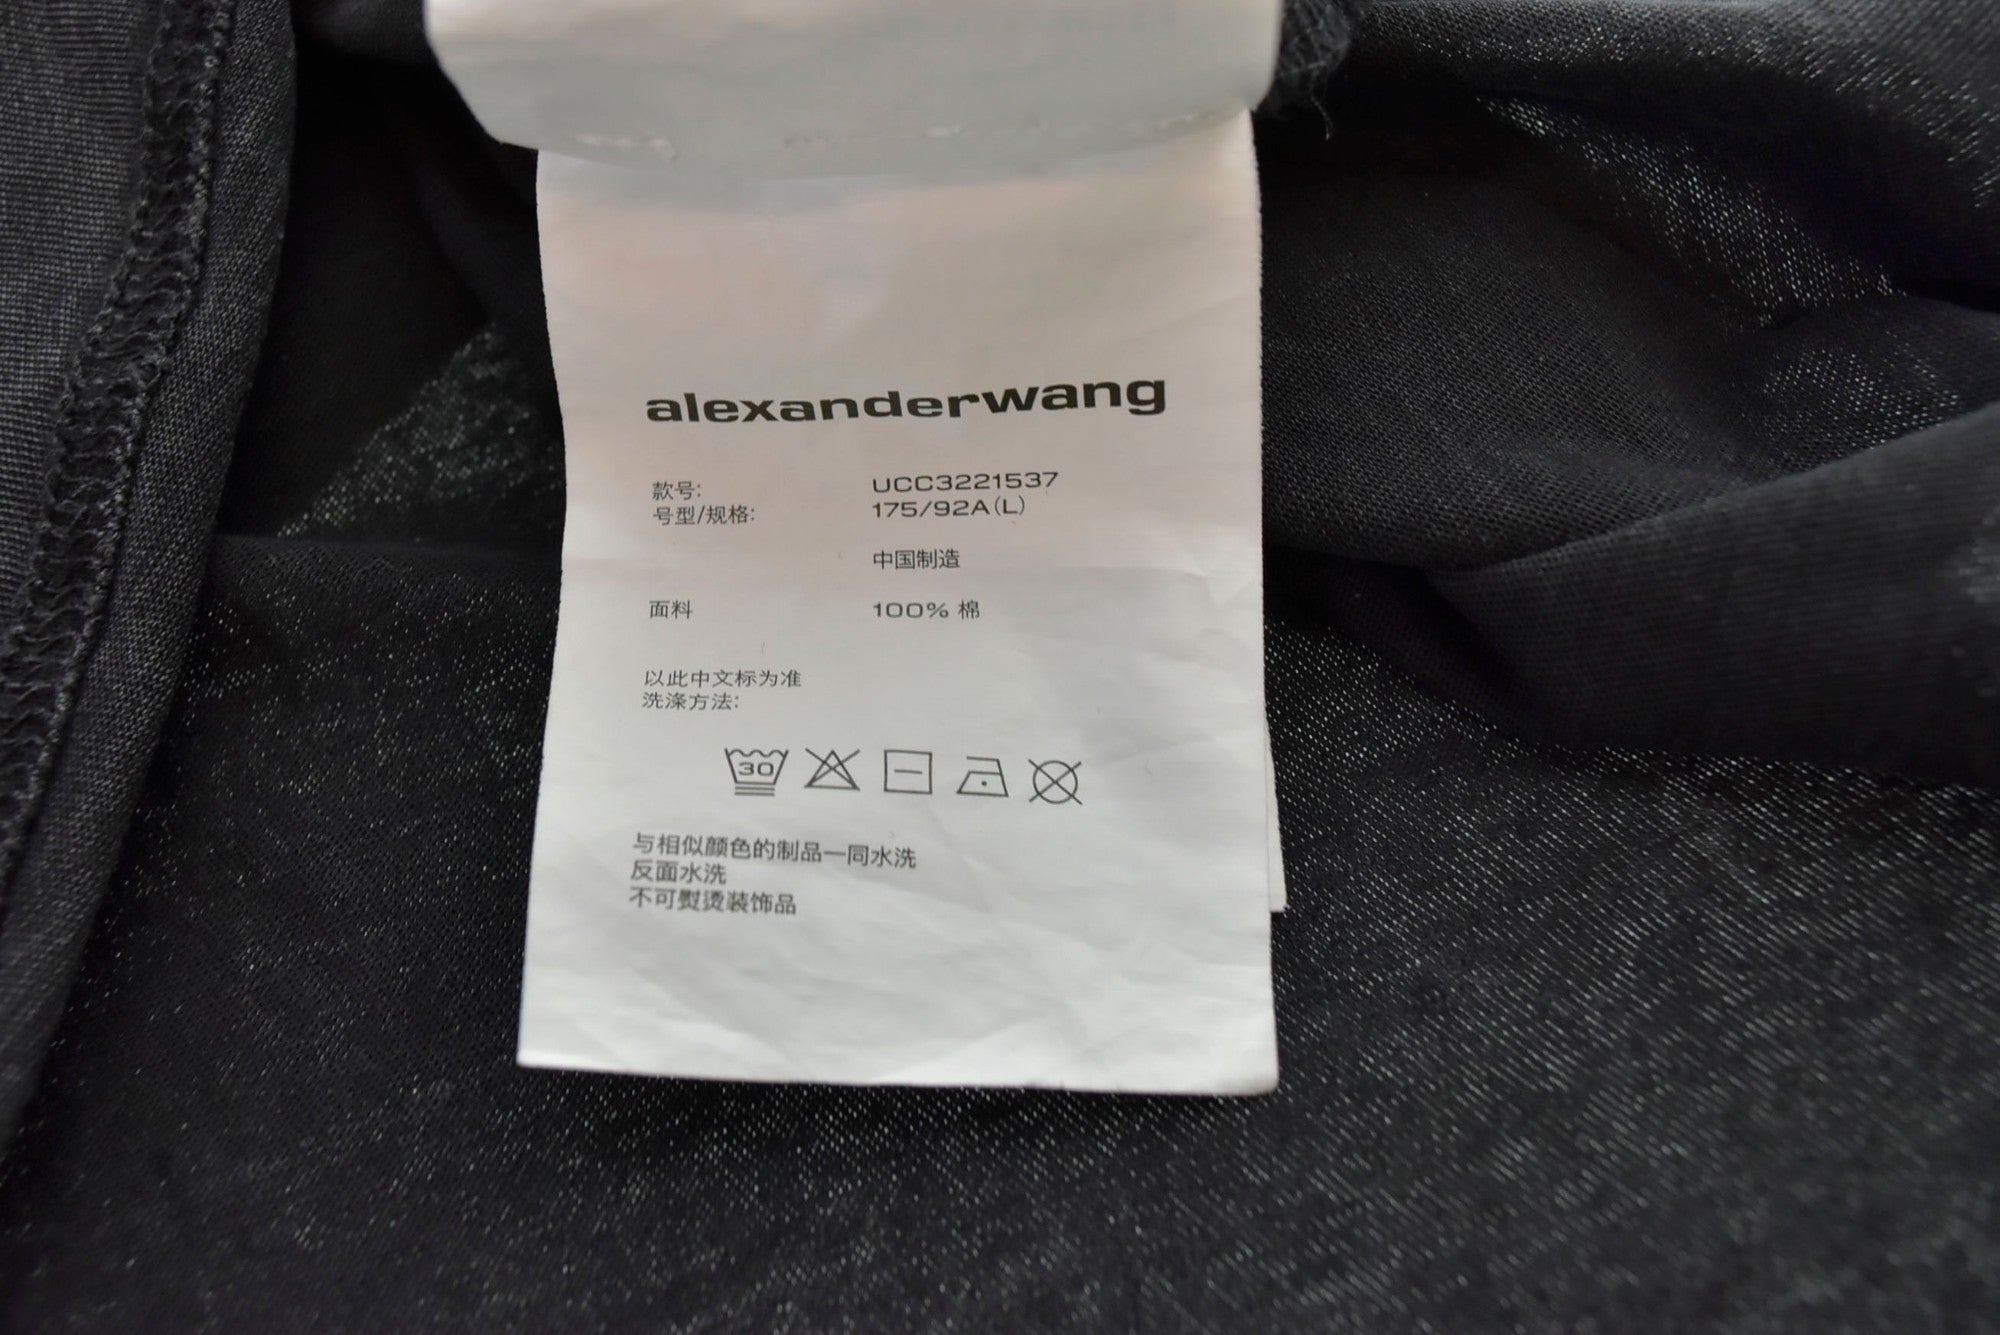 alexanderwang
款号: UCC3221537
号型/规格: 175/92A(L)
中国制造
面料 100% 棉
以此中文标为准
洗涤方法:
30
与相似颜色的制品一同水洗
反面水洗
不可熨烫装饰品